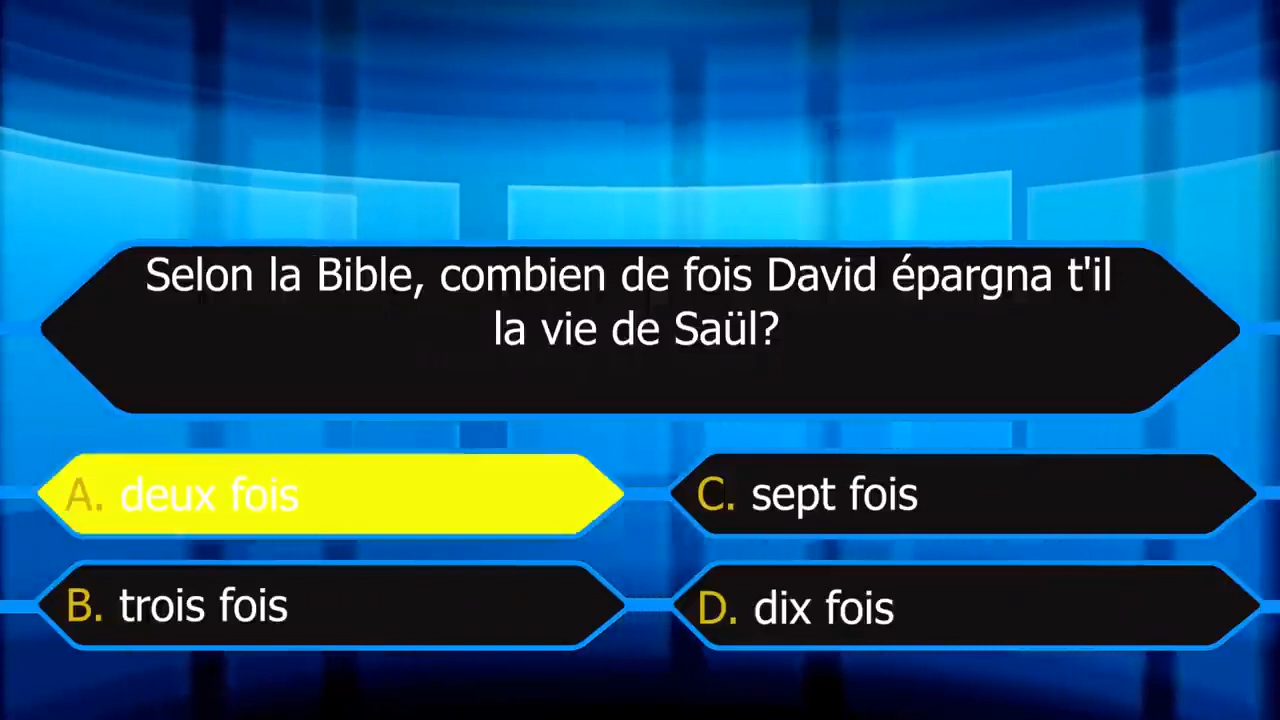 Selon la Bible, combien de fois David épargna t'il
la vie de Saül?
A. deux fois
C. sept fois
B. trois fois
D. dix fois